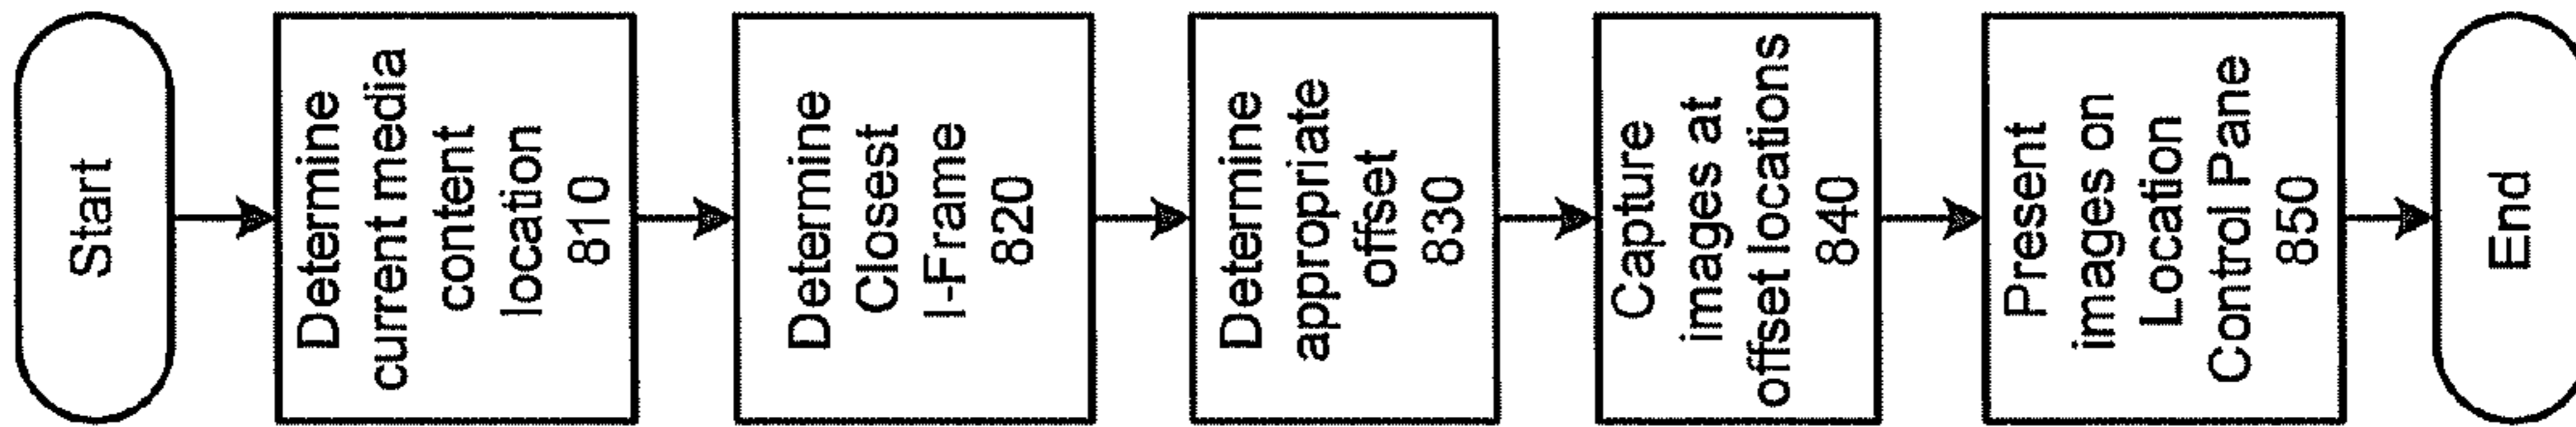 Start
Determine
current media
content
location
810
Determine
Closest
I-Frame
820
Determine
appropriate
offset
830
Capture
images at
offset locations
840
Present
images on
Location
Control Pane
850
End